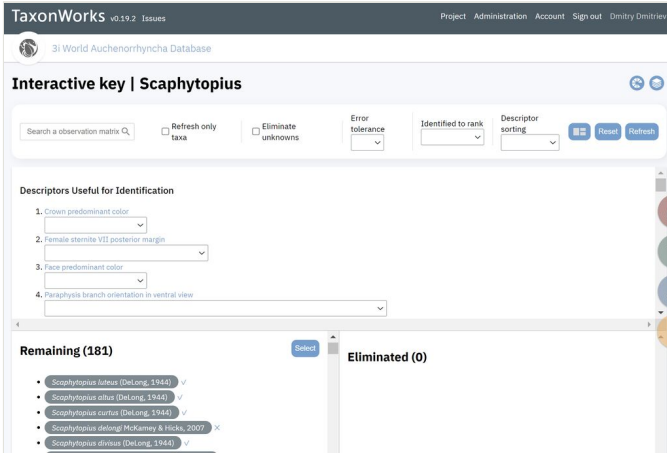 TaxonWorks v0.19.2 Issues
Project Administration Account Sign out Dmitry Dmitriev
3i World Auchenorrhyncha Database
Interactive key | Scaphytopius
Search a observation matrix
Refresh only taxa
Eliminate unknowns
Error tolerance
Identified to rank
Descriptor sorting
Reset
Refresh
Descriptors Useful for Identification
1. Crown predominant color
2. Female sternite VII posterior margin
3. Face predominant color
4. Paraphysis branch orientation in ventral view
Remaining (181)
Select
Eliminated (0)
Scaphytopius luteus (DeLong, 1944)
Scaphytopius altus (DeLong, 1944)
Scaphytopius curtus (DeLong, 1944)
Scaphytopius delongi McKamey & Hicks, 2007
Scaphytopius divisus (DeLong, 1944)